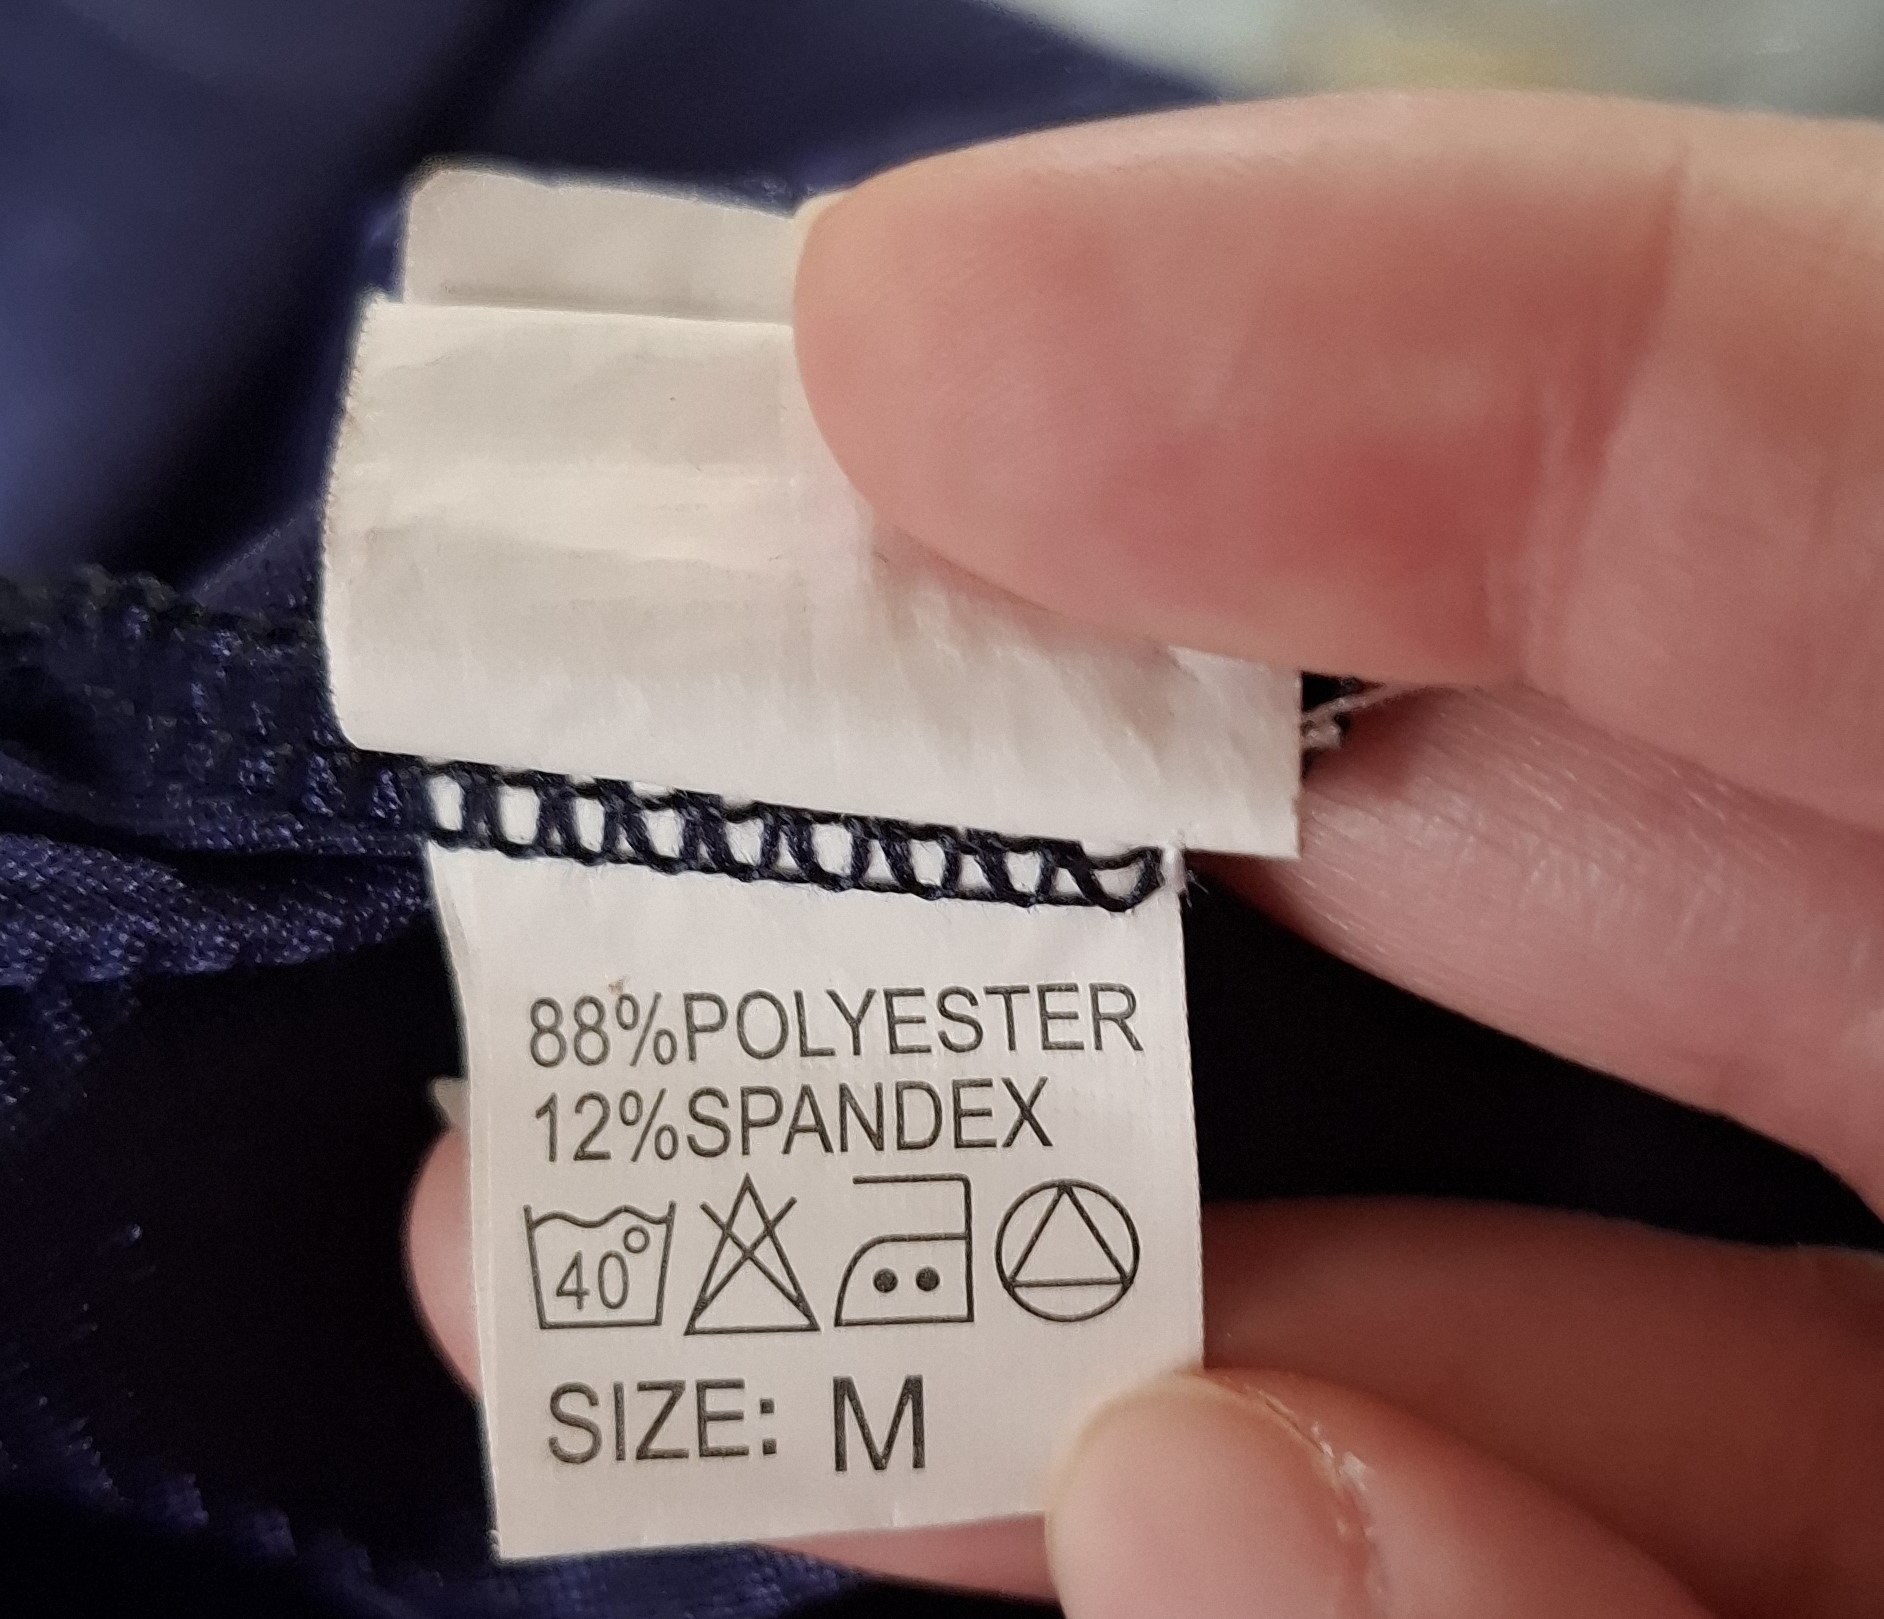 88%POLYESTER
12%SPANDEX
40°
SIZE: M